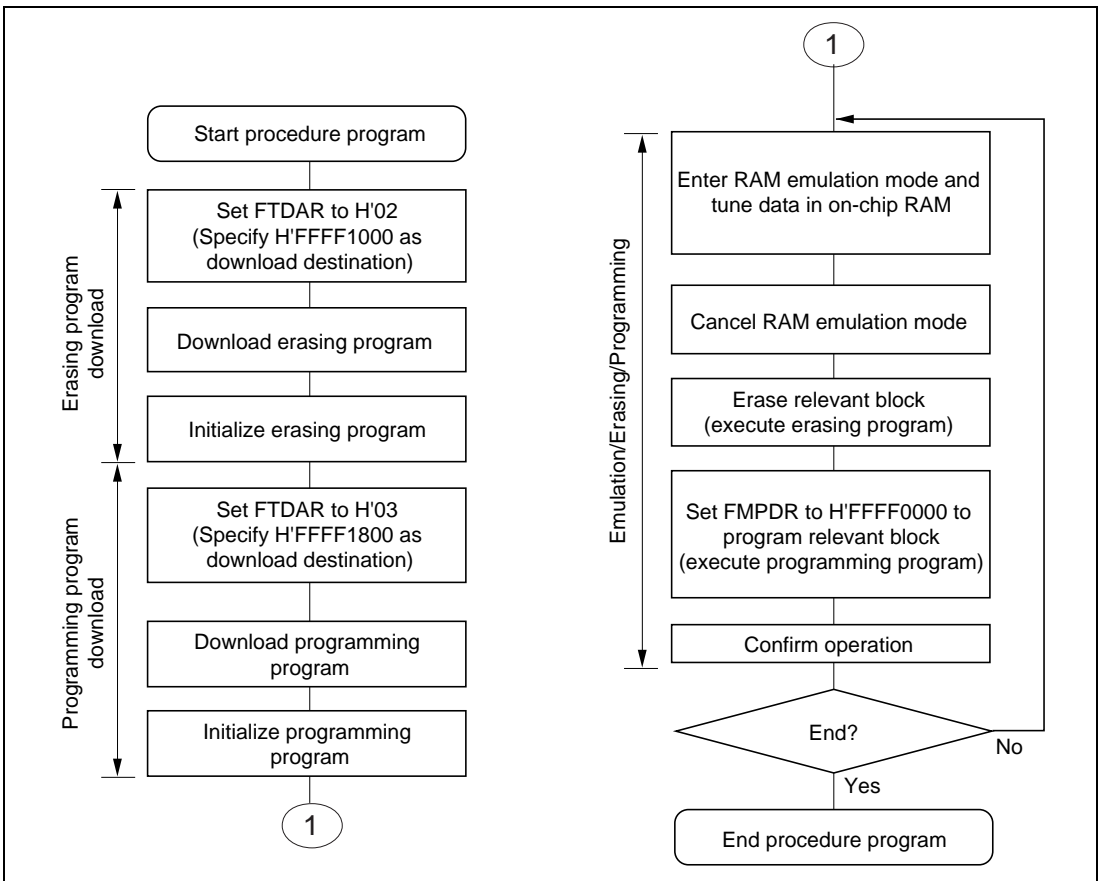 Start procedure program
Erasing program
download
Set FTDAR to H'02
(Specify H'FFFF1000 as
download destination)
Download erasing program
Initialize erasing program
Programming program
download
Set FTDAR to H'03
(Specify H'FFFF1800 as
download destination)
Download programming
program
Initialize programming
program
1
1
Emulation/Erasing/Programming
Enter RAM emulation mode and
tune data in on-chip RAM
Cancel RAM emulation mode
Erase relevant block
(execute erasing program)
Set FMPDR to H'FFFF0000 to
program relevant block
(execute programming program)
Confirm operation
End?
No
Yes
End procedure program